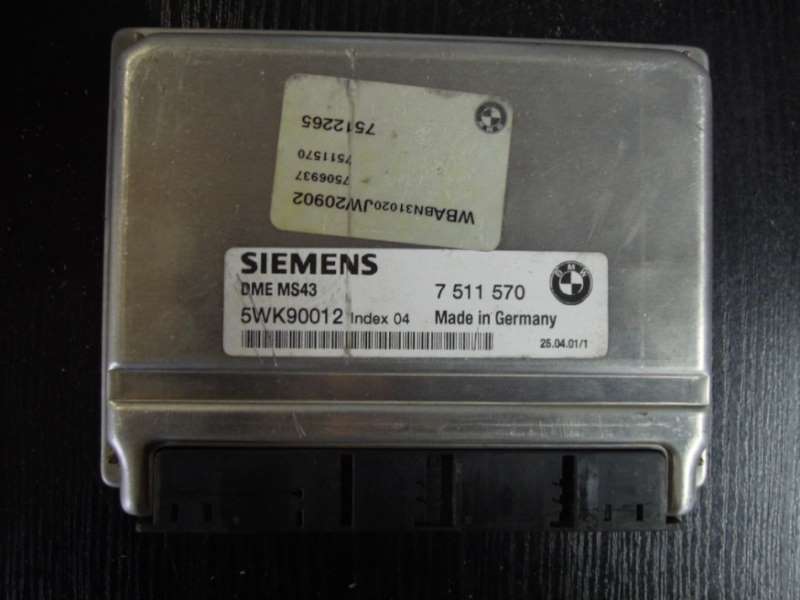 7512265
7511570
7506937
WBABN31020JW20902
SIEMENS
DME MS43 7 511 570
BMW
5WK90012 Index 04 Made in Germany
25.04.01/1